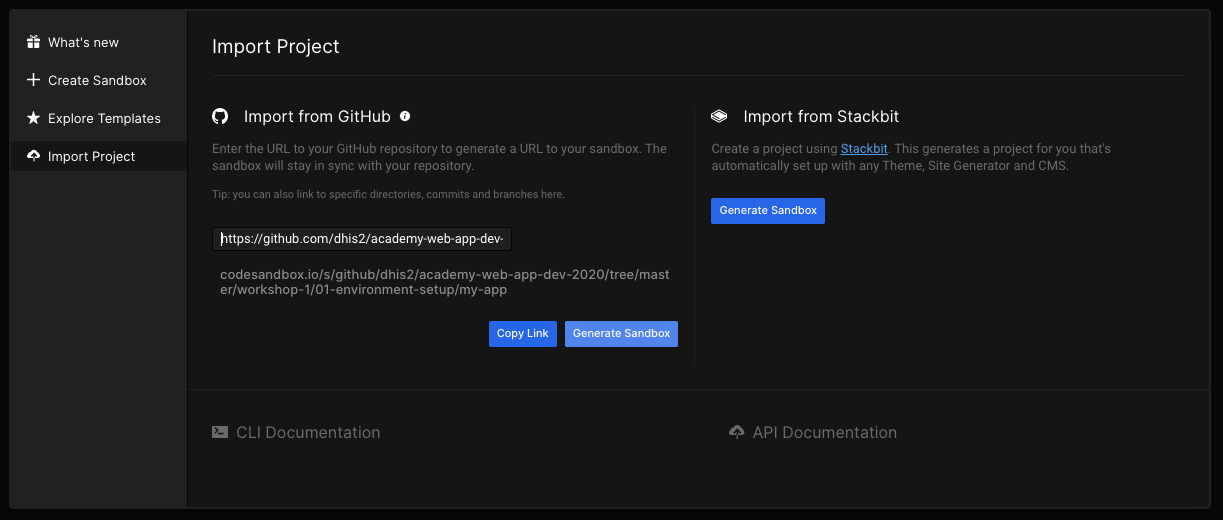 What's new
Create Sandbox
Explore Templates
Import Project
Import Project
Import from GitHub
Enter the URL to your GitHub repository to generate a URL to your sandbox. The
sandbox will stay in sync with your repository.
Tip: you can also link to specific directories, commits and branches here.
https://github.com/dhis2/academy-web-app-dev-
codesandbox.io/s/github/dhis2/academy-web-app-dev-2020/tree/mast
er/workshop-1/01-environment-setup/my-app
Copy Link
Generate Sandbox
Import from Stackbit
Create a project using Stackbit. This generates a project for you that's
automatically set up with any Theme, Site Generator and CMS.
Generate Sandbox
CLI Documentation
API Documentation